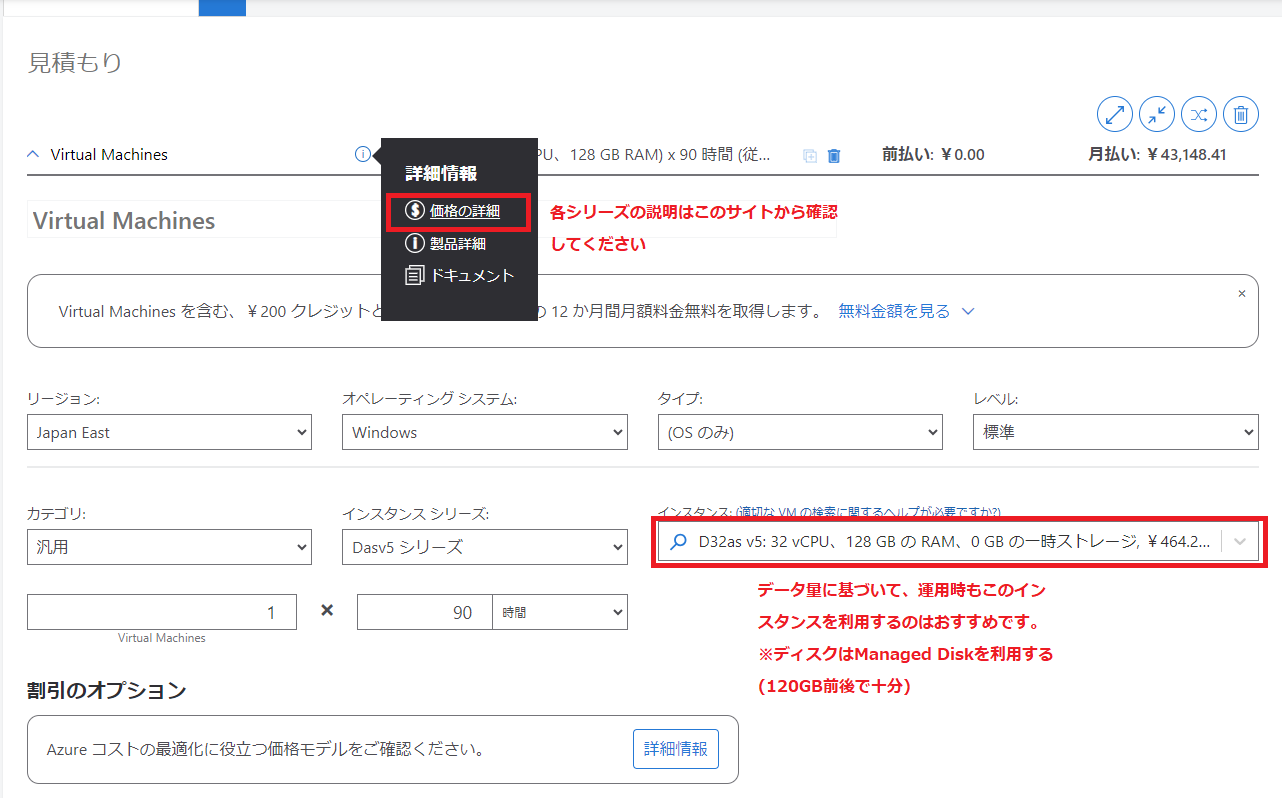 見積もり
Virtual Machines
PU、128 GB RAM) x 90 時間 (従...
前払い: ￥0.00
月払い: ￥43,148.41
詳細情報
価格の詳細
製品詳細
ドキュメント
各シリーズの説明はこのサイトから確認
してください
Virtual Machines
Virtual Machines を含む、￥200 クレジットと
の 12 か月間月額料金無料を取得します。
無料金額を見る
リージョン:
オペレーティング システム:
タイプ:
レベル:
Japan East
Windows
(OS のみ)
標準
カテゴリ:
インスタンス シリーズ:
インスタンス: (適切な VM の検索に関するヘルプが必要ですか?)
汎用
Dasv5 シリーズ
D32as v5: 32 vCPU、128 GB の RAM、0 GB の一時ストレージ, ￥464.2...
1
90
時間
Virtual Machines
データ量に基づいて、運用時もこのイン
スタンスを利用するのはおすすめです。
※ディスクはManaged Diskを利用する
(120GB前後で十分)
割引のオプション
Azure コストの最適化に役立つ価格モデルをご確認ください。
詳細情報